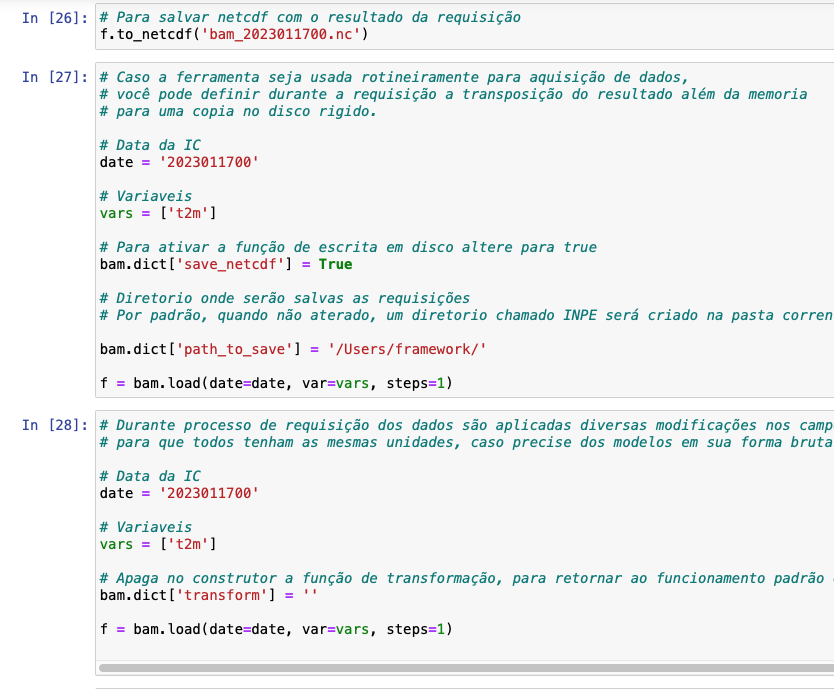 In [26]: # Para salvar netcdf com o resultado da requisição
f.to_netcdf('bam_2023011700.nc')
In [27]: # Caso a ferramenta seja usada rotineiramente para aquisição de dados,
# você pode definir durante a requisição a transposição do resultado além da memoria
# para uma copia no disco rigido.
# Data da IC
date = '2023011700'
# Variaveis
vars = ['t2m']
# Para ativar a função de escrita em disco altere para true
bam.dict['save_netcdf'] = True
# Diretorio onde serão salvas as requisições
# Por padrão, quando não aterado, um diretorio chamado INPE será criado na pasta corren
bam.dict['path_to_save'] = '/Users/framework/'
f = bam.load(date=date, var=vars, steps=1)
In [28]: # Durante processo de requisição dos dados são aplicadas diversas modificações nos camp
# para que todos tenham as mesmas unidades, caso precise dos modelos em sua forma bruta
# Data da IC
date = '2023011700'
# Variaveis
vars = ['t2m']
# Apaga no construtor a função de transformação, para retornar ao funcionamento padrão
bam.dict['transform'] = ''
f = bam.load(date=date, var=vars, steps=1)